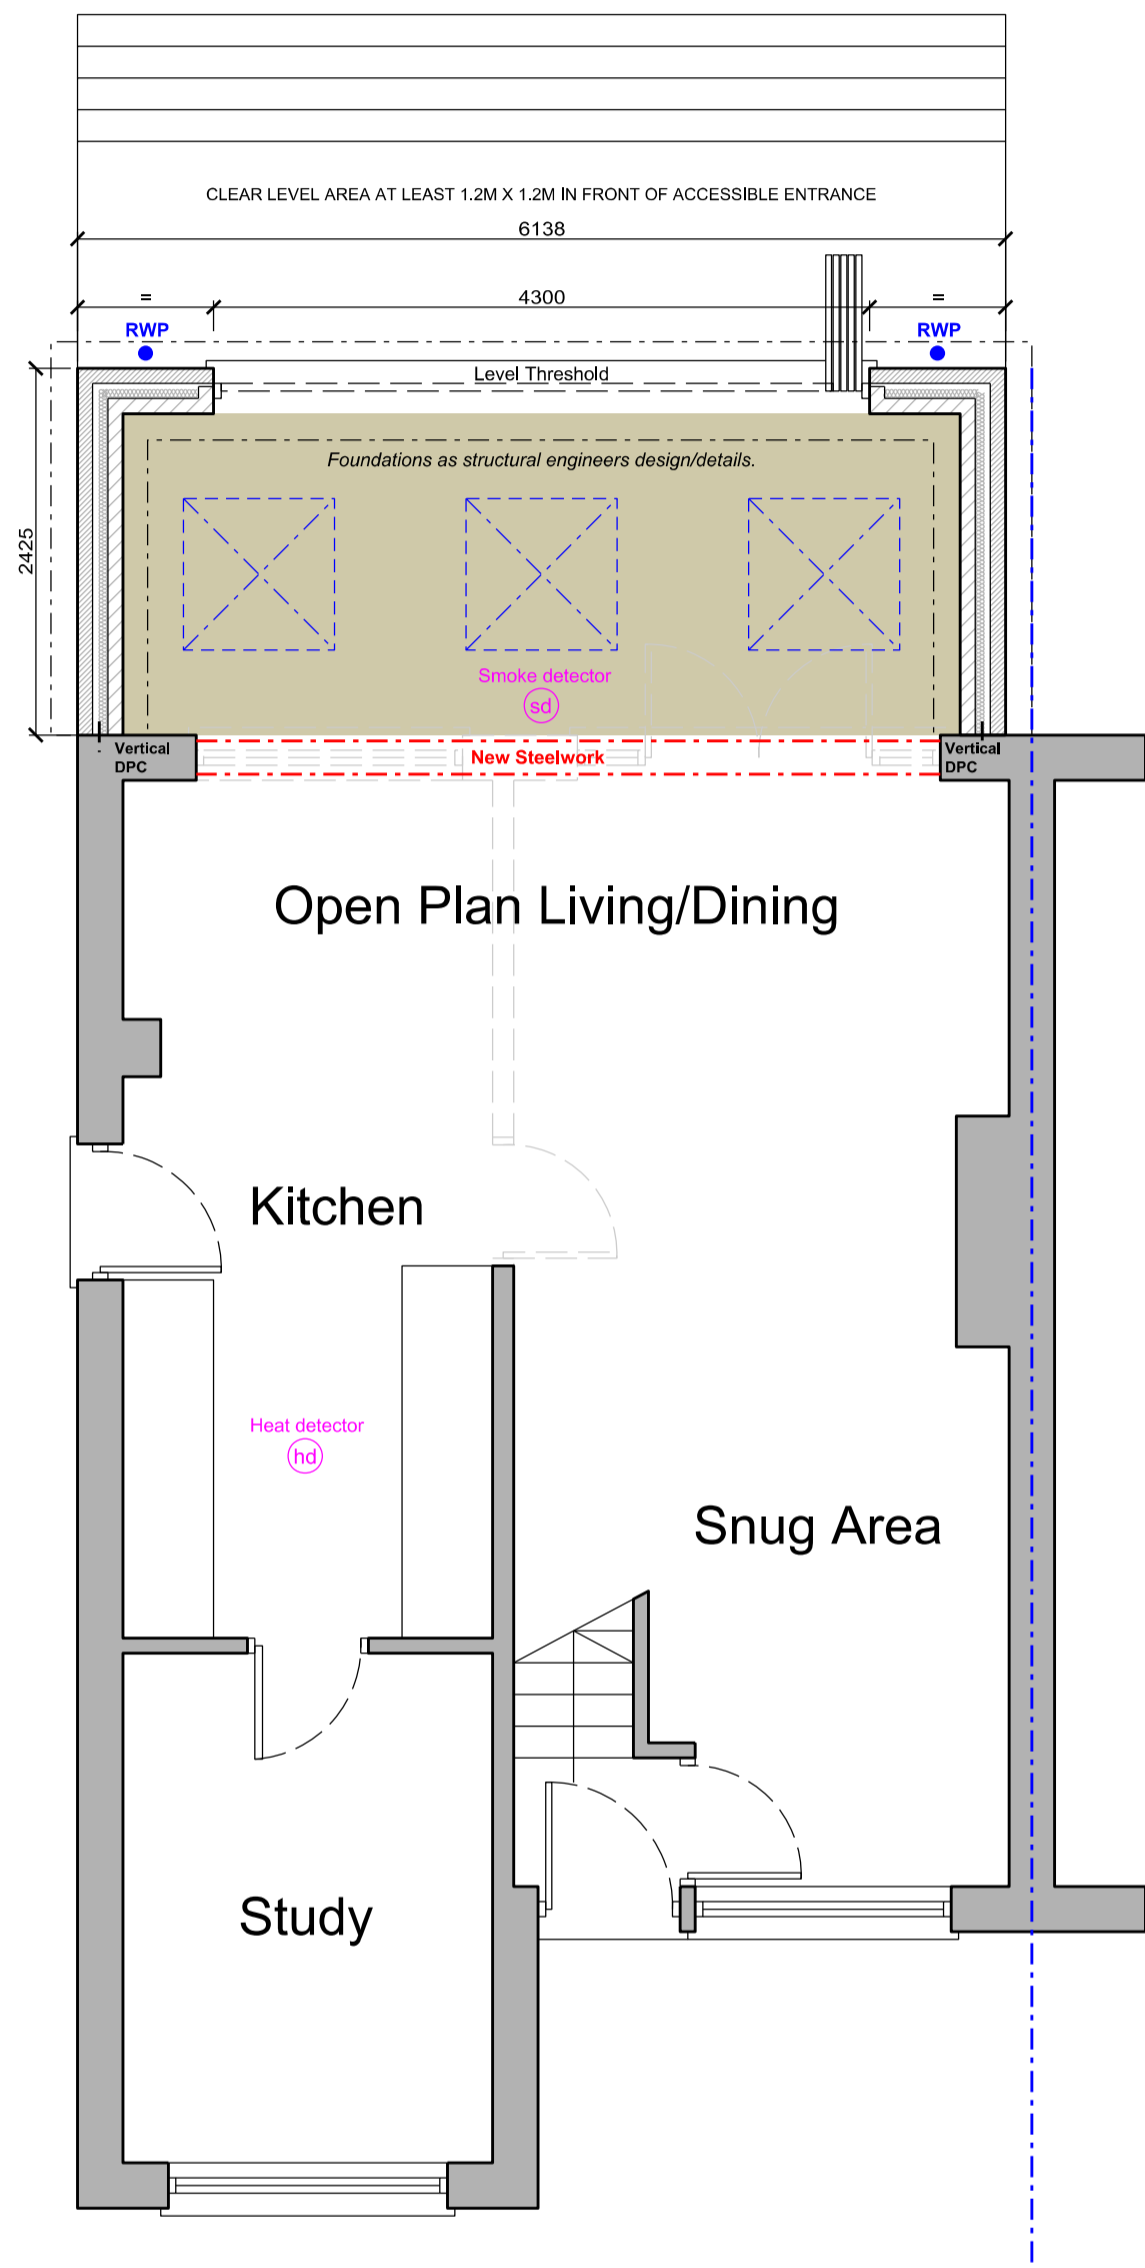 CLEAR LEVEL AREA AT LEAST 1.2M X 1.2M IN FRONT OF ACCESSIBLE ENTRANCE
6138
= 4300 =
RWP RWP
Level Threshold
Foundations as structural engineers design/details.
2425
Smoke detector
sd
Vertical
DPC
New Steelwork
Vertical
DPC
Open Plan Living/Dining
Kitchen
Heat detector
hd
Snug Area
Study